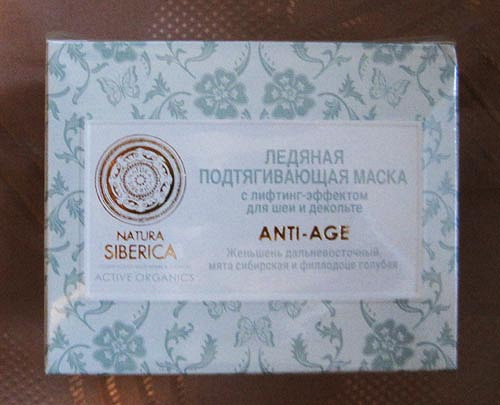 ЛЕДЯНАЯ
ПОДТЯГИВАЮЩАЯ МАСКА
с лифтинг-эффектом
для шеи и декольте
ANTI-AGE
Женьшень дальневосточный,
мята сибирская и филлодоце голубая
NATURA
SIBERICA
ACTIVE ORGANICS